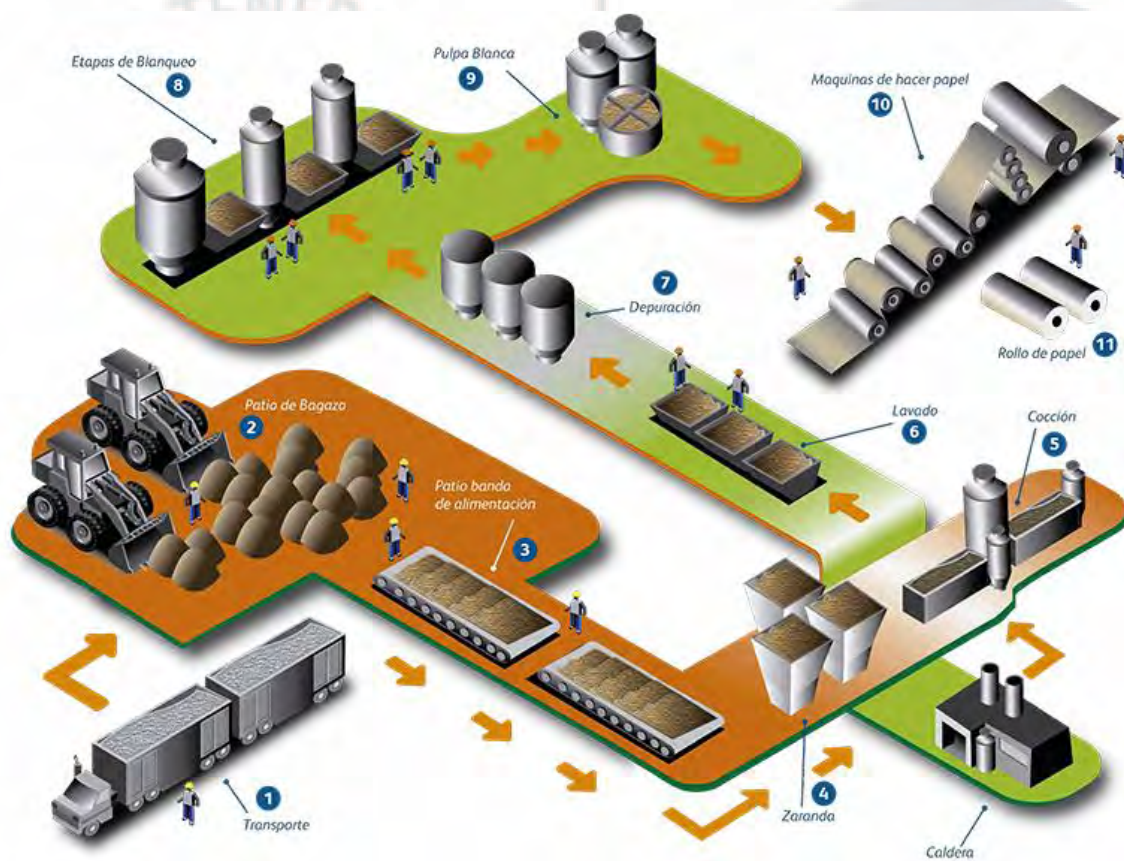 Etapas de Blanqueo
8
Pulpa Blanca
9
Maquinas de hacer papel
10
7
Depuración
11
Rollo de papel
Patio de Bagazo
2
Lavado
6
Cocción
5
Patio banda
de alimentación
3
1
Transporte
4
Zaranda
Caldera